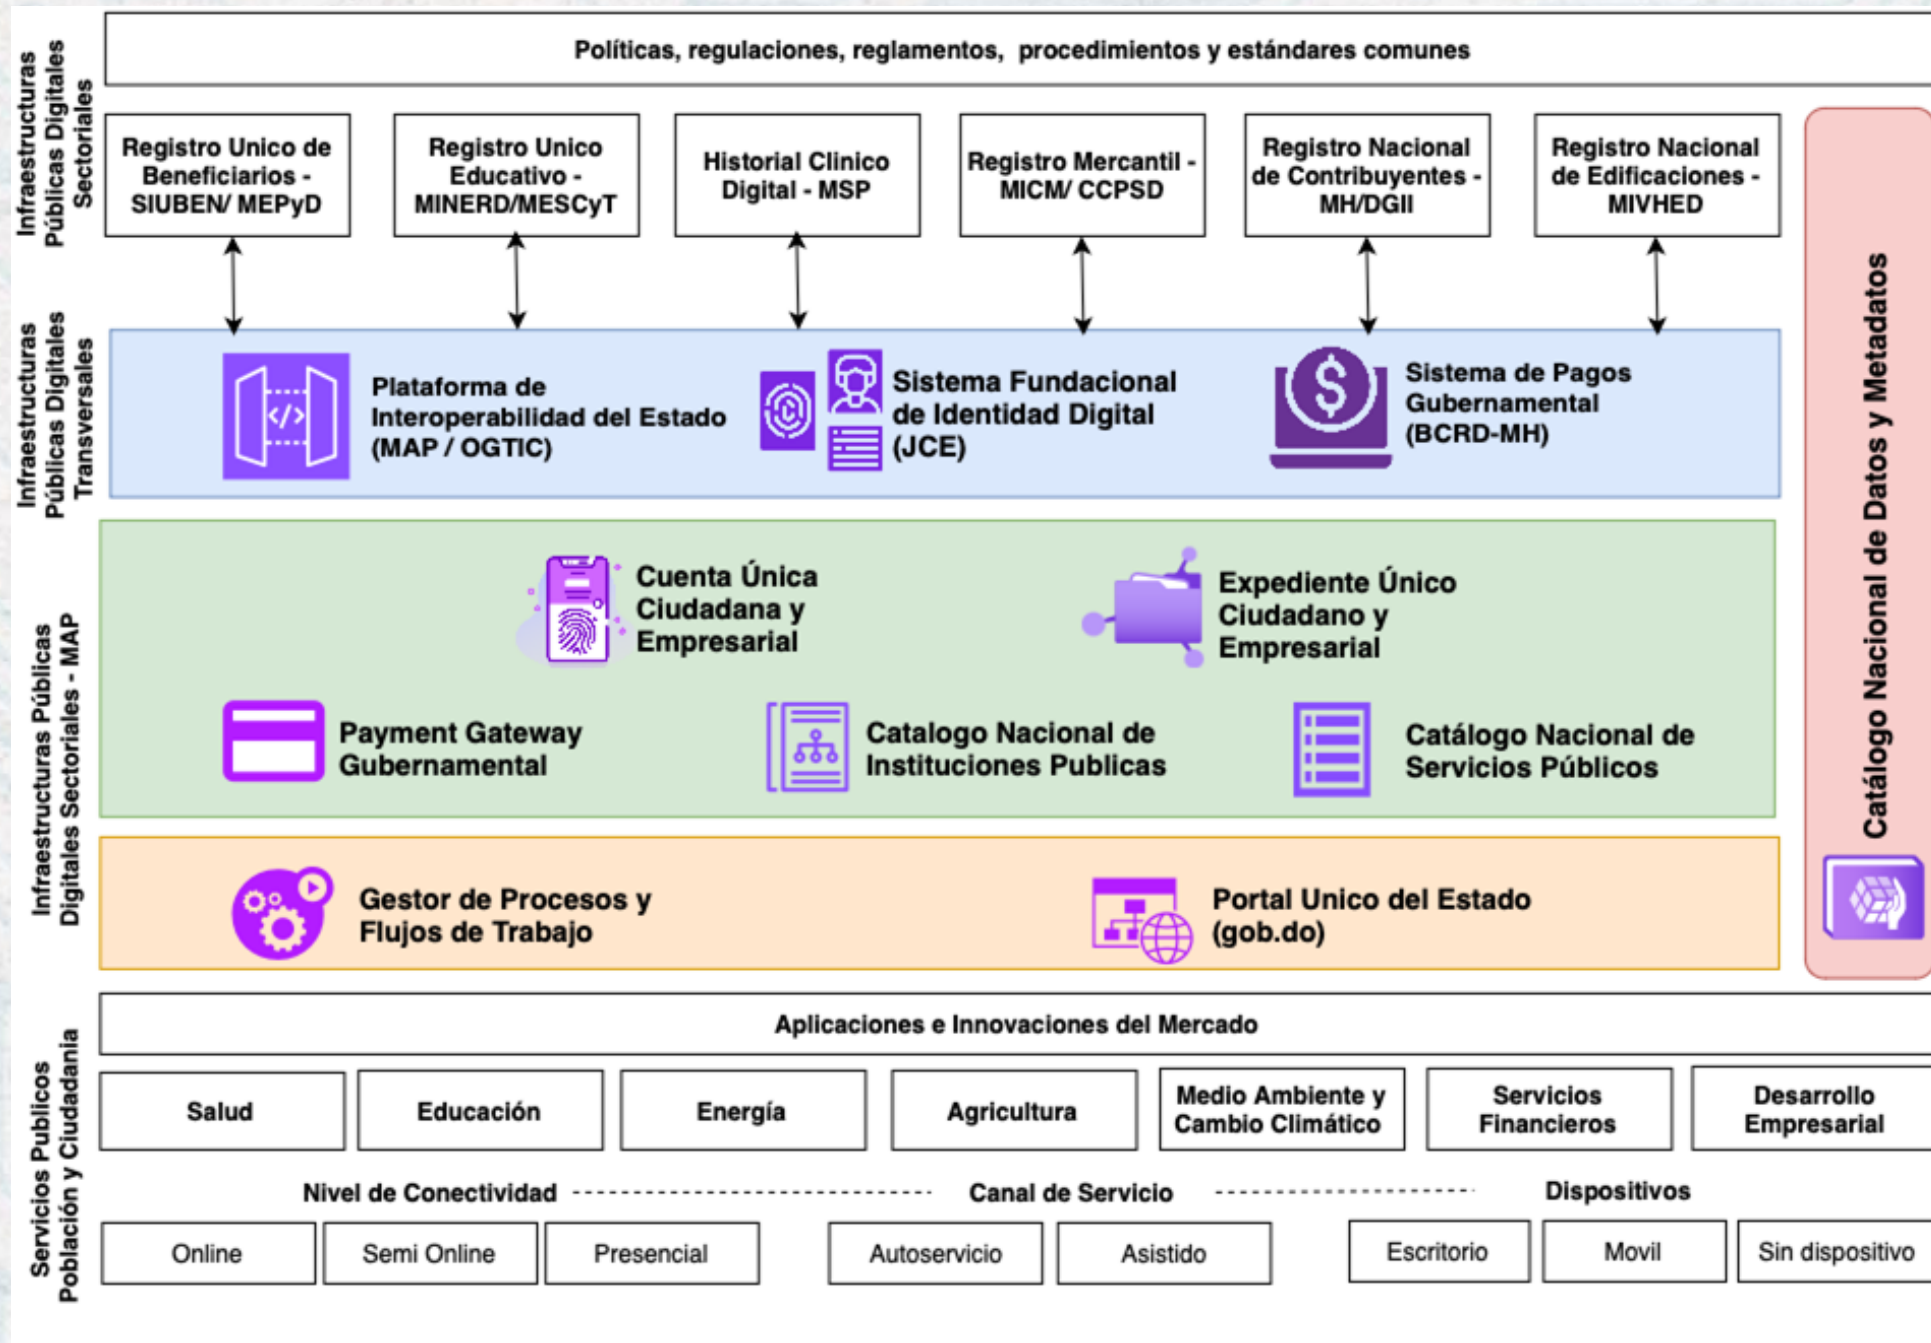 Políticas, regulaciones, reglamentos,  procedimientos y estándares comunes
Infraestructuras
Públicas Digitales
Sectoriales
Registro Unico de
Beneficiarios -
SIUBEN/ MEPyD
Registro Unico
Educativo -
MINERD/MESCyT
Historial Clinico
Digital - MSP
Registro Mercantil -
MICM/ CCPSD
Registro Nacional
de Contribuyentes -
MH/DGII
Registro Nacional
de Edificaciones -
MIVHED
Infraestructuras
Públicas Digitales
Transversales
Plataforma de
Interoperabilidad del Estado
(MAP / OGTIC)
Sistema Fundacional
de Identidad Digital
(JCE)
Sistema de Pagos
Gubernamental
(BCRD-MH)
Catálogo Nacional de Datos y Metadatos
Infraestructuras Públicas
Digitales Sectoriales - MAP
Cuenta Única
Ciudadana y
Empresarial
Expediente Único
Ciudadano y
Empresarial
Payment Gateway
Gubernamental
Catalogo Nacional de
Instituciones Publicas
Catálogo Nacional de
Servicios Públicos
Gestor de Procesos y
Flujos de Trabajo
Portal Unico del Estado
(gob.do)
Servicios Publicos
Población y Ciudadania
Aplicaciones e Innovaciones del Mercado
Salud
Educación
Energía
Agricultura
Medio Ambiente y
Cambio Climático
Servicios
Financieros
Desarrollo
Empresarial
Nivel de Conectividad
Canal de Servicio
Dispositivos
Online
Semi Online
Presencial
Autoservicio
Asistido
Escritorio
Movil
Sin dispositivo